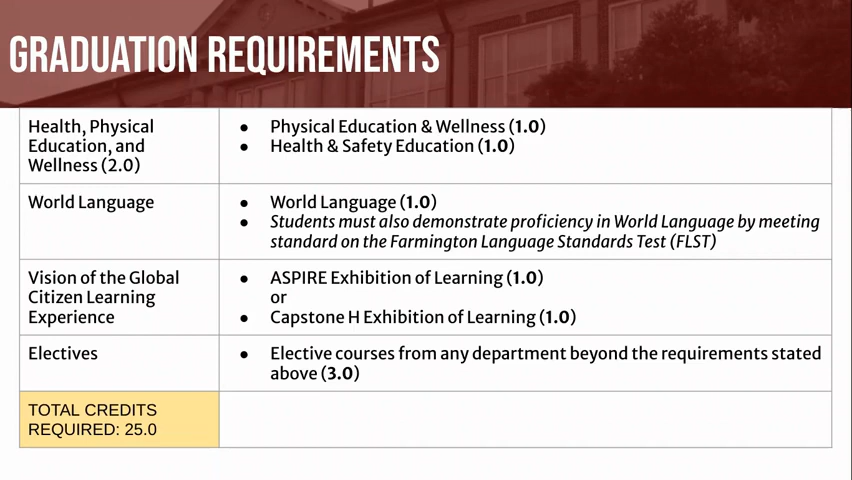 GRADUATION REQUIREMENTS
Health, Physical
Education, and
Wellness (2.0)
● Physical Education & Wellness (1.0)
● Health & Safety Education (1.0)
World Language
● World Language (1.0)
● Students must also demonstrate proficiency in World Language by meeting
standard on the Farmington Language Standards Test (FLST)
Vision of the Global
Citizen Learning
Experience
● ASPIRE Exhibition of Learning (1.0)
or
● Capstone H Exhibition of Learning (1.0)
Electives
● Elective courses from any department beyond the requirements stated
above (3.0)
TOTAL CREDITS
REQUIRED: 25.0